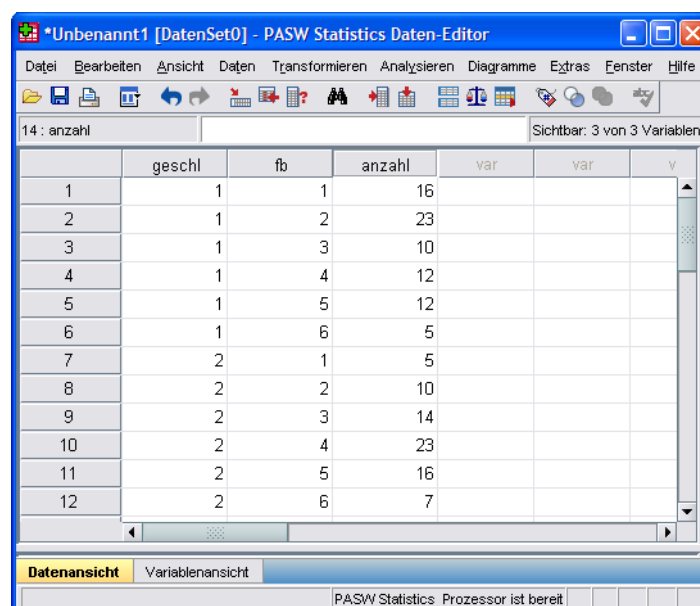 *Unbenannt1 [DatenSet0] - PASW Statistics Daten-Editor
Datei Bearbeiten Ansicht Daten Transformieren Analysieren Diagramme Extras Fenster Hilfe
14 : anzahl Sichtbar: 3 von 3 Variablen
geschl fb anzahl var var v
1 1 1 16
2 1 2 23
3 1 3 10
4 1 4 12
5 1 5 12
6 1 6 5
7 2 1 5
8 2 2 10
9 2 3 14
10 2 4 23
11 2 5 16
12 2 6 7
Datenansicht Variablenansicht
PASW Statistics Prozessor ist bereit